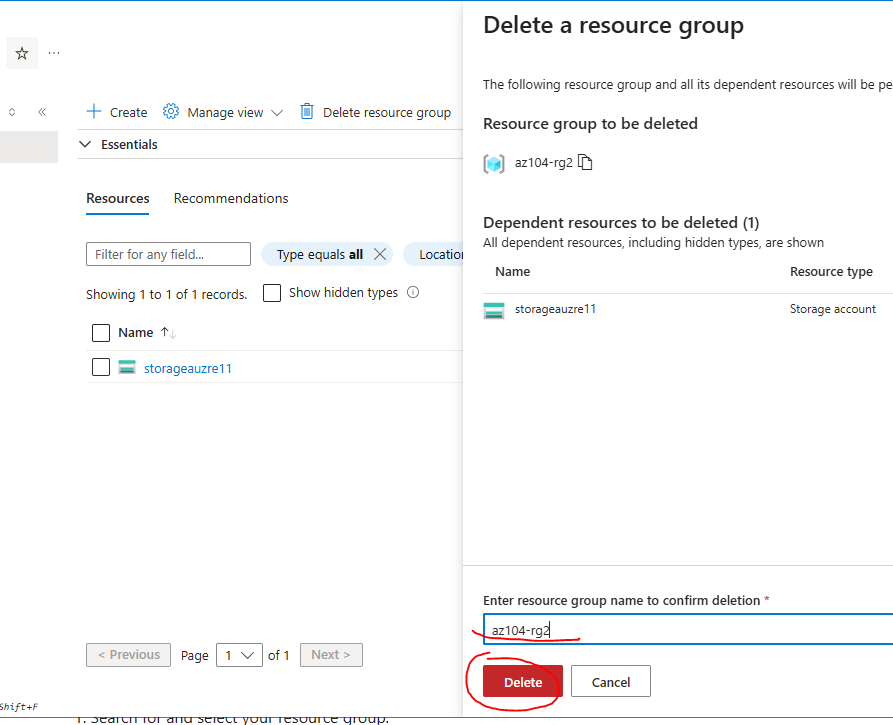 Delete a resource group
The following resource group and all its dependent resources will be pe
Create Manage view Delete resource group
Essentials
Resource group to be deleted
az104-rg2
Resources Recommendations
Dependent resources to be deleted (1)
All dependent resources, including hidden types, are shown
Filter for any field... Type equals all Location
Name Resource type
Showing 1 to 1 of 1 records. Show hidden types
storageauzre11 Storage account
Name
storageauzre11
Enter resource group name to confirm deletion *
az104-rg2
< Previous Page 1 of 1 Next >
Delete Cancel
Shift+F
1. Search for and select your resource group.